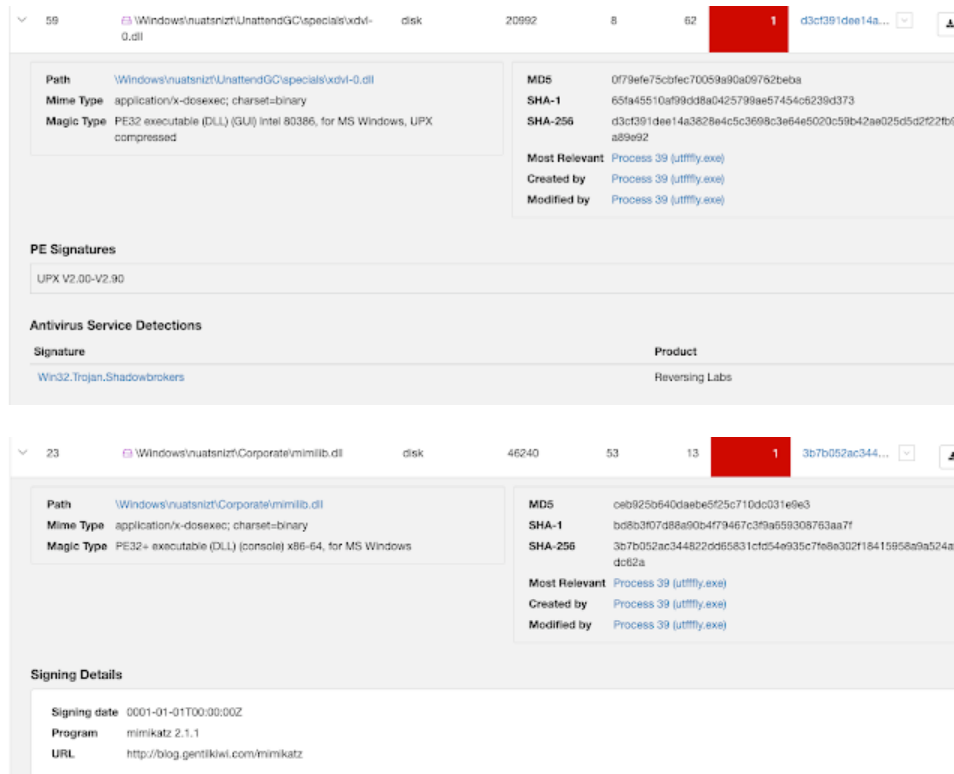 59 \Windows\nuatsnizt\UnattendGC\specials\xdvl- disk 20992 8 62 1 d3cf391dee14a...
0.dll
Path \Windows\nuatsnizt\UnattendGC\specials\xdvl-0.dll
Mime Type application/x-dosexec; charset=binary
Magic Type PE32 executable (DLL) (GUI) Intel 80386, for MS Windows, UPX
compressed
MD5 0f79efe75cbfec70059a90a09762beba
SHA-1 65fa45510af99dd8a0425799ae57454c6239d373
SHA-256 d3cf391dee14a3828e4c5c3698c3e64e5020c59b42ae025d5d2f22fb9
a89e92
Most Relevant Process 39 (utffffly.exe)
Created by Process 39 (utffffly.exe)
Modified by Process 39 (utffffly.exe)
PE Signatures
UPX V2.00-V2.90
Antivirus Service Detections
Signature Product
Win32.Trojan.Shadowbrokers Reversing Labs
23 \Windows\nuatsnizt\Corporate\mimilib.dll disk 46240 53 13 1 3b7b052ac344...
Path \Windows\nuatsnizt\Corporate\mimilib.dll
Mime Type application/x-dosexec; charset=binary
Magic Type PE32+ executable (DLL) (console) x86-64, for MS Windows
MD5 ceb925b640daebe5f25c710dc031e9e3
SHA-1 bd8b3f07d88a90b4f79467c3f9a659308763aa7f
SHA-256 3b7b052ac344822dd65831cfd54e935c7fe8e302f18415958a9a524a
dc62a
Most Relevant Process 39 (utffffly.exe)
Created by Process 39 (utffffly.exe)
Modified by Process 39 (utffffly.exe)
Signing Details
Signing date 0001-01-01T00:00:00Z
Program mimikatz 2.1.1
URL http://blog.gentilkiwi.com/mimikatz